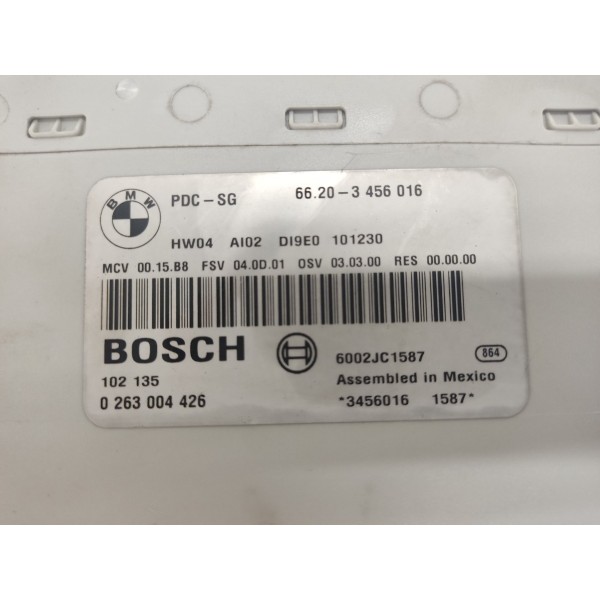 BMW
PDC-SG 66.20-3 456 016
HW04 AI02 DI9E0 101230
MCV 00.15.B8 FSV 04.0D.01 OSV 03.03.00 RES 00.00.00
BOSCH 6002JC1587 864
102 135 Assembled in Mexico
0 263 004 426 *3456016 1587*